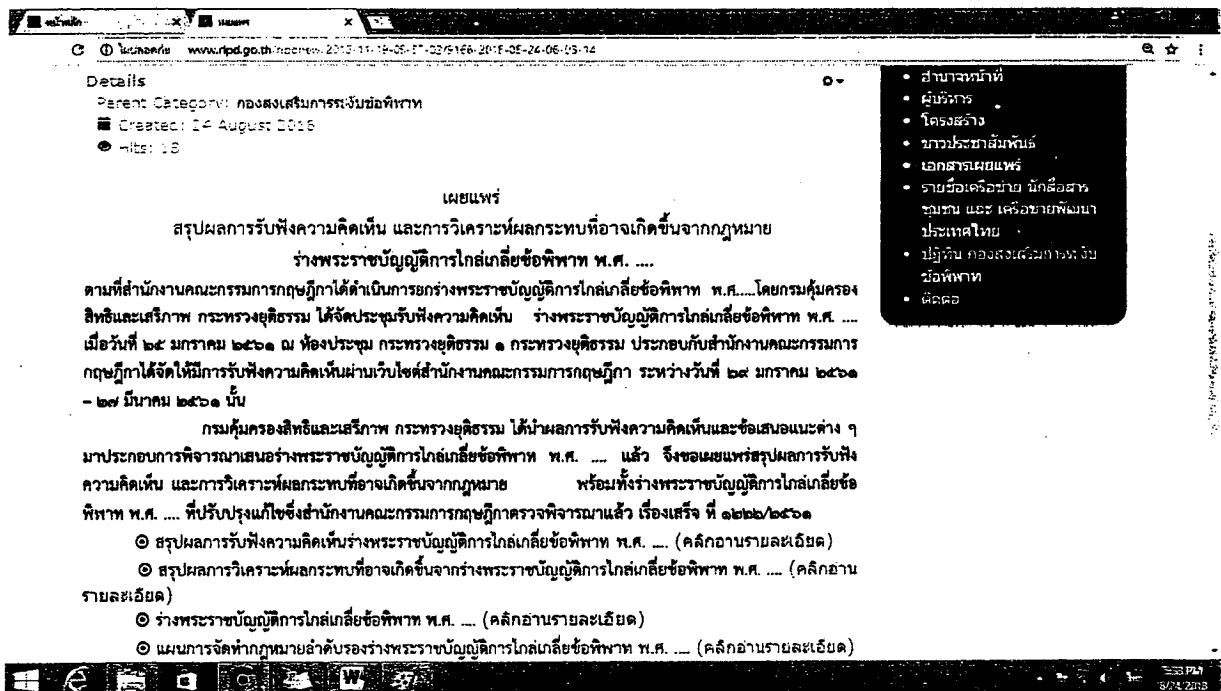 www.rlpd.go.th
Details
Parent Category: กองส่งเสริมการระงับข้อพิพาท
Created: 24 August 2018
Hits: 18
เผยแพร่
สรุปผลการรับฟังความคิดเห็น และการวิเคราะห์ผลกระทบที่อาจเกิดขึ้นจากกฎหมาย
ร่างพระราชบัญญัติการไกล่เกลี่ยข้อพิพาท พ.ศ. ....
ตามที่สำนักงานคณะกรรมการกฤษฎีกาได้ดำเนินการยกร่างพระราชบัญญัติการไกล่เกลี่ยข้อพิพาท พ.ศ.....โดยกรมคุ้มครอง
สิทธิและเสรีภาพ กระทรวงยุติธรรม ได้จัดประชุมรับฟังความคิดเห็น ร่างพระราชบัญญัติการไกล่เกลี่ยข้อพิพาท พ.ศ. ....
เมื่อวันที่ ๒๕ มกราคม ๒๕๖๑ ณ ห้องประชุม กระทรวงยุติธรรม ๑ กระทรวงยุติธรรม ประกอบกับสำนักงานคณะกรรมการ
กฤษฎีกาได้จัดให้มีการรับฟังความคิดเห็นผ่านเว็บไซต์สำนักงานคณะกรรมการกฤษฎีกา ระหว่างวันที่ ๒๙ มกราคม ๒๕๖๑
– ๒๗ มีนาคม ๒๕๖๑ นั้น
กรมคุ้มครองสิทธิและเสรีภาพ กระทรวงยุติธรรม ได้นำผลการรับฟังความคิดเห็นและข้อเสนอแนะต่าง ๆ
มาประกอบการพิจารณาเสนอร่างพระราชบัญญัติการไกล่เกลี่ยข้อพิพาท พ.ศ. .... แล้ว จึงขอเผยแพร่สรุปผลการรับฟัง
ความคิดเห็น และการวิเคราะห์ผลกระทบที่อาจเกิดขึ้นจากกฎหมาย พร้อมทั้งร่างพระราชบัญญัติการไกล่เกลี่ยข้อ
พิพาท พ.ศ. .... ที่ปรับปรุงแก้ไขซึ่งสำนักงานคณะกรรมการกฤษฎีกาตรวจพิจารณาแล้ว เรื่องเสร็จ ที่ ๑๒๒๒/๒๕๖๑
สรุปผลการรับฟังความคิดเห็นร่างพระราชบัญญัติการไกล่เกลี่ยข้อพิพาท พ.ศ. .... (คลิกอ่านรายละเอียด)
สรุปผลการวิเคราะห์ผลกระทบที่อาจเกิดขึ้นจากร่างพระราชบัญญัติการไกล่เกลี่ยข้อพิพาท พ.ศ. .... (คลิกอ่าน
รายละเอียด)
ร่างพระราชบัญญัติการไกล่เกลี่ยข้อพิพาท พ.ศ. .... (คลิกอ่านรายละเอียด)
แผนการจัดทำกฎหมายลำดับรองร่างพระราชบัญญัติการไกล่เกลี่ยข้อพิพาท พ.ศ. .... (คลิกอ่านรายละเอียด)
อำนาจหน้าที่
ผู้บริหาร
โครงสร้าง
ข่าวประชาสัมพันธ์
เอกสารเผยแพร่
รายชื่อเครือข่าย นักสื่อสาร
ชุมชน และ เครือข่ายพัฒนา
ประเทศไทย
ปฏิทิน กองส่งเสริมการระงับ
ข้อพิพาท
ติดต่อ